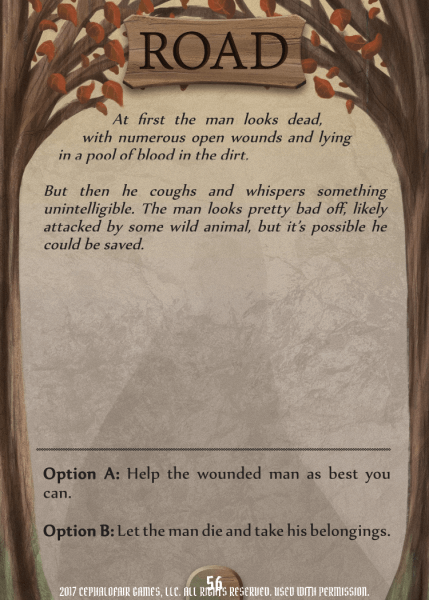 ROAD
At first the man looks dead,
with numerous open wounds and lying
in a pool of blood in the dirt.
But then he coughs and whispers something
unintelligible. The man looks pretty bad off, likely
attacked by some wild animal, but it's possible he
could be saved.
Option A: Help the wounded man as best you
can.
Option B: Let the man die and take his belongings.
56
2017 CEPHALOFAIR GAMES, LLC. ALL RIGHTS RESERVED. USED WITH PERMISSION.